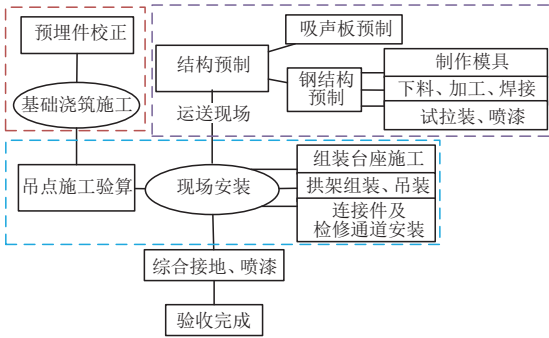 预埋件校正
基础浇筑施工
吸声板预制
结构预制
钢结构
预制
制作模具
下料、加工、焊接
试拉装、喷漆
运送现场
吊点施工验算
现场安装
组装台座施工
拱架组装、吊装
连接件及
检修通道安装
综合接地、喷漆
验收完成